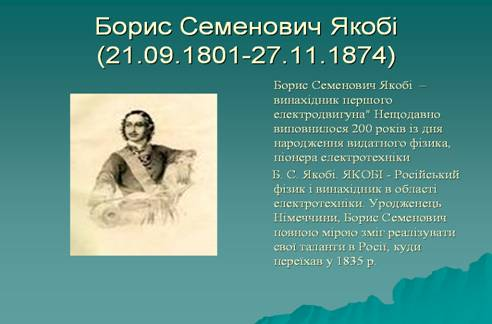 Борис Семенович Якобі
(21.09.1801-27.11.1874)
Борис Семенович Якобі –
винахідник першого
електродвигуна" Нещодавно
виповнилося 200 років із дня
народження видатного фізика,
піонера електротехніки
Б. С. Якобі. ЯКОБІ - Російський
фізик і винахідник в області
електротехніки. Уродженець
Німеччини, Борис Семенович
повною мірою зміг реалізувати
свої таланти в Росії, куди
переїхав у 1835 р.